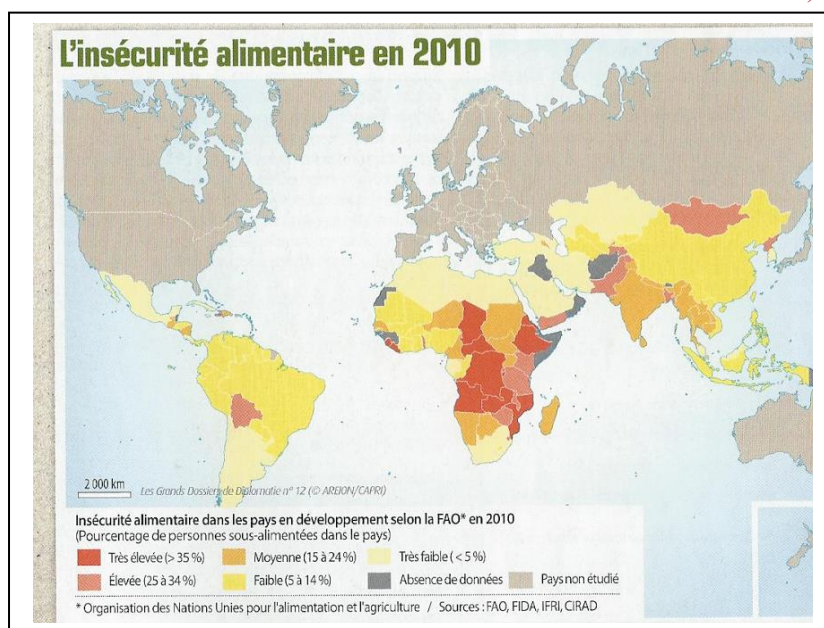 L'insécurité alimentaire en 2010
2 000 km
Les Grands Dossiers de Diplomatie n° 12 (© AREION/CAPRI)
Insécurité alimentaire dans les pays en développement selon la FAO* en 2010
(Pourcentage de personnes sous-alimentées dans le pays)
Très élevée (> 35 %)
Moyenne (15 à 24 %)
Très faible (< 5 %)
Élevée (25 à 34 %)
Faible (5 à 14 %)
Absence de données
Pays non étudié
* Organisation des Nations Unies pour l'alimentation et l'agriculture / Sources : FAO, FIDA, IFRI, CIRAD